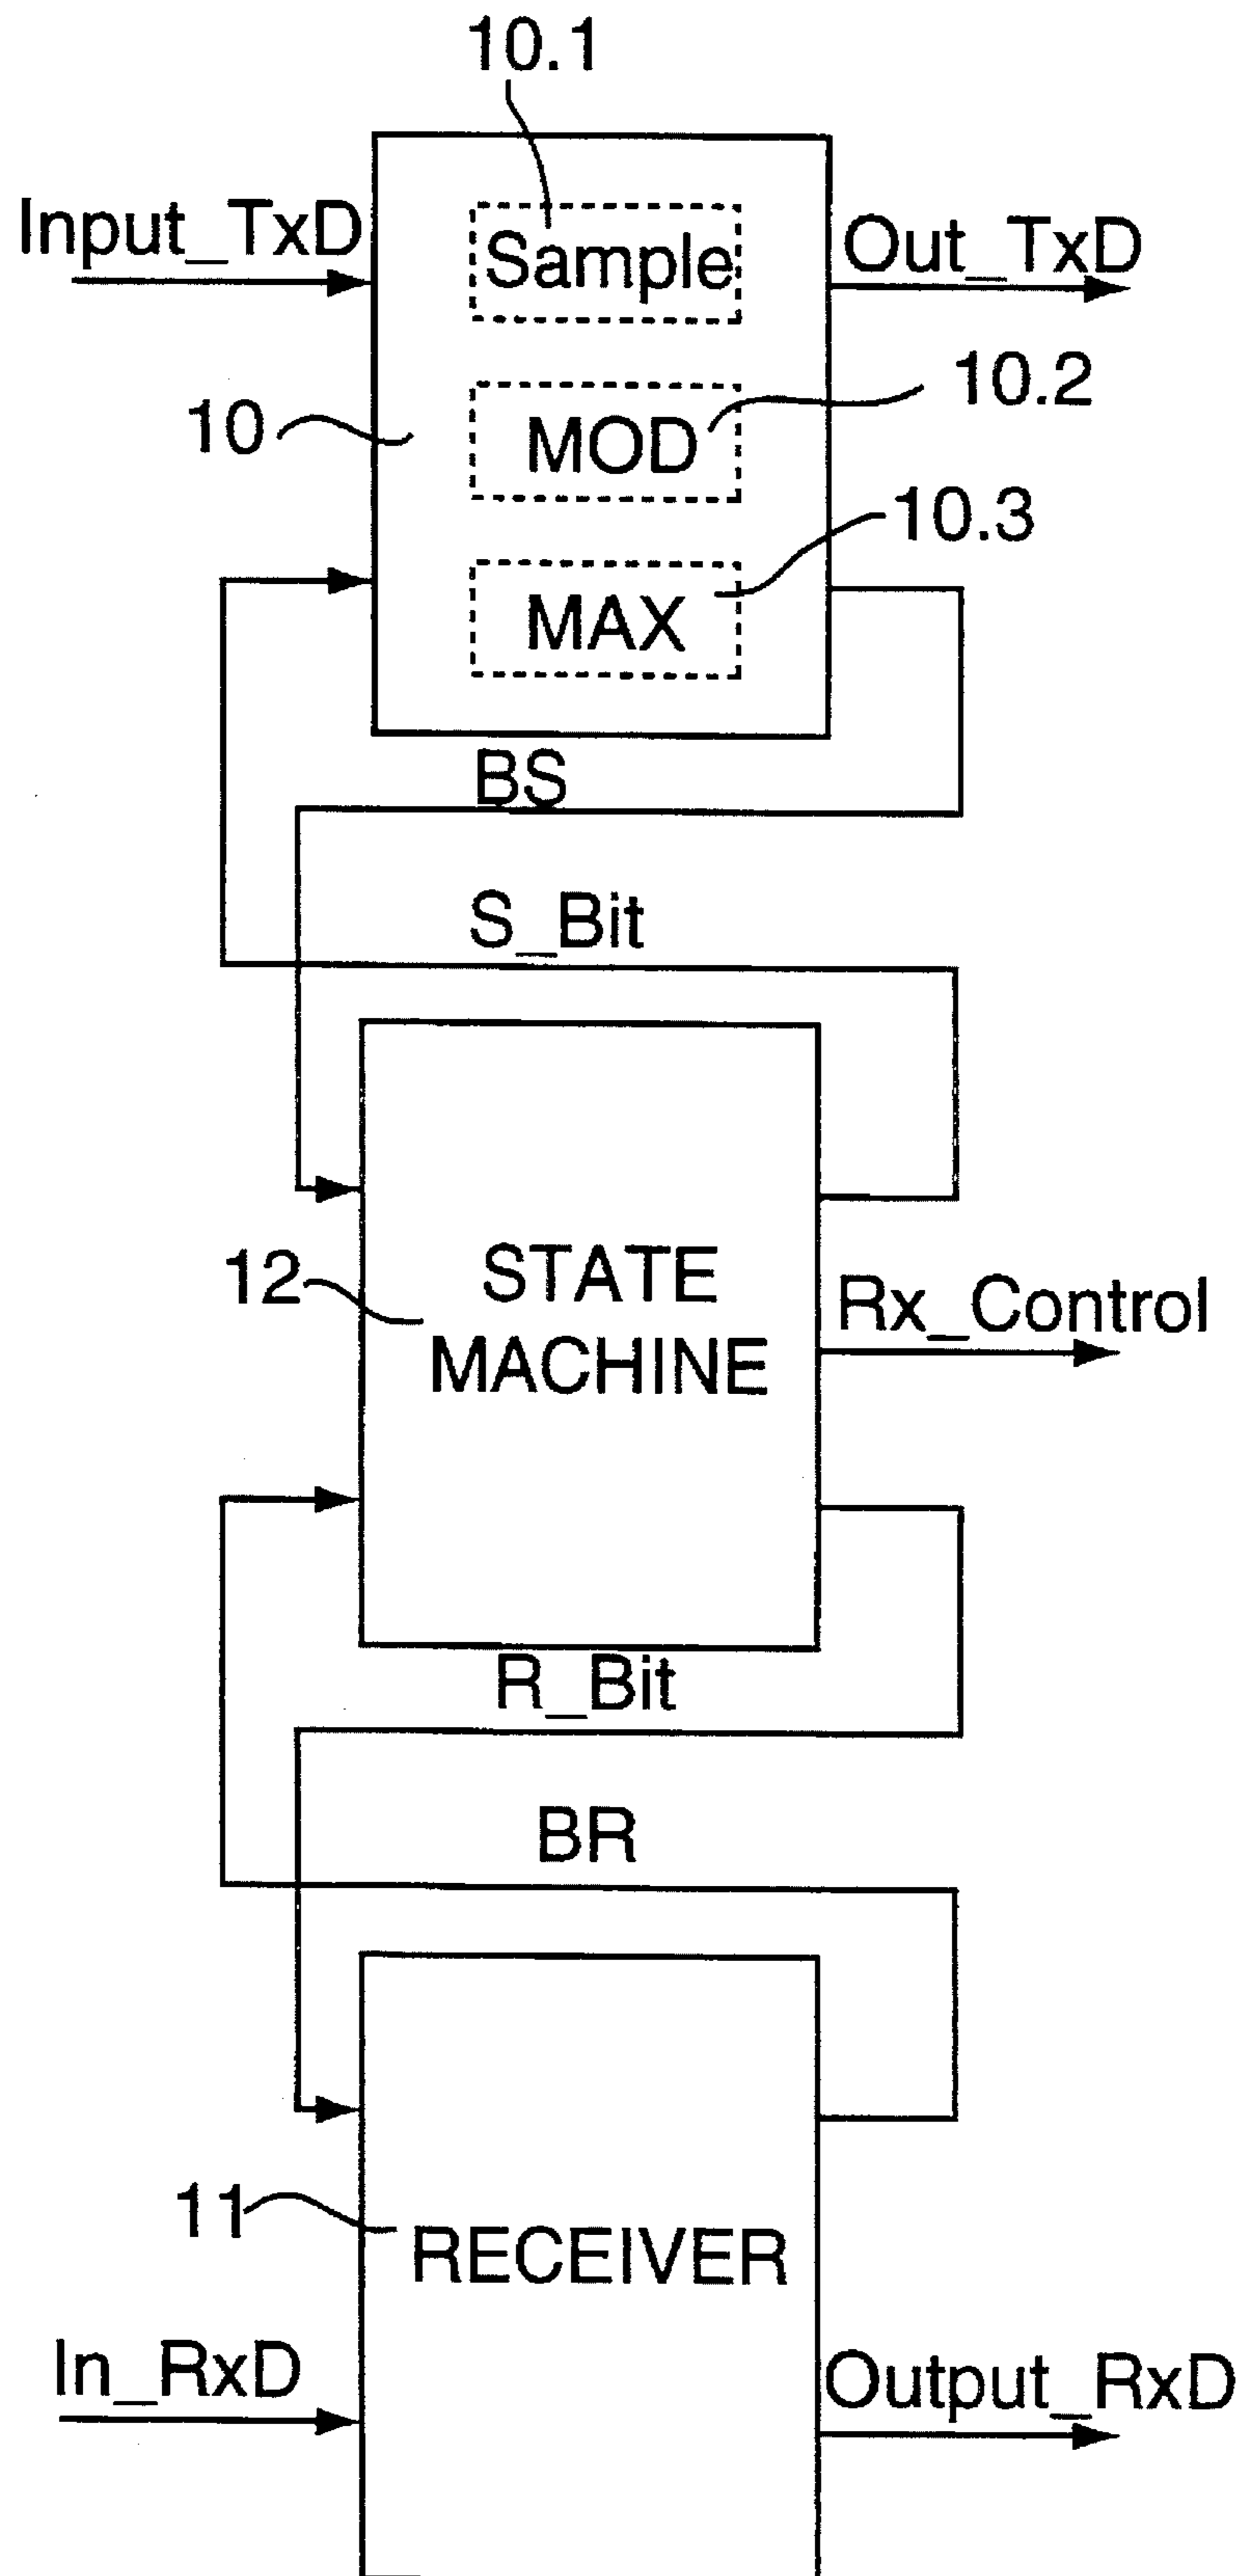 10.1
Input_TxD
Sample
Out_TxD
10
MOD
10.2
MAX
10.3
BS
S_Bit
12
STATE
MACHINE
Rx_Control
R_Bit
BR
11
RECEIVER
In_RxD
Output_RxD